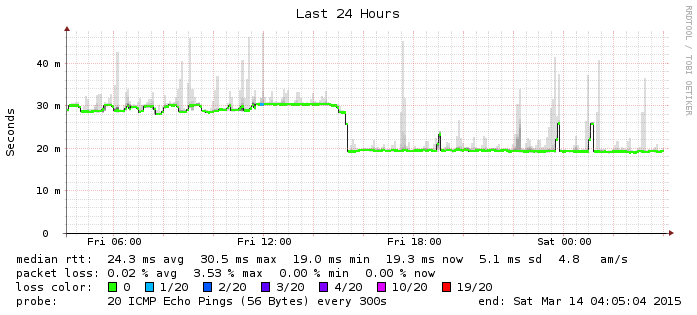 Last 24 Hours
RRDTOOL / TOBI OETIKER
Seconds
40 m
30 m
20 m
10 m
0
Fri 06:00 Fri 12:00 Fri 18:00 Sat 00:00
median rtt: 24.3 ms avg 30.5 ms max 19.0 ms min 19.3 ms now 5.1 ms sd 4.8 am/s
packet loss: 0.02 % avg 3.53 % max 0.00 % min 0.00 % now
loss color: 0 1/20 2/20 3/20 4/20 10/20 19/20
probe: 20 ICMP Echo Pings (56 Bytes) every 300s end: Sat Mar 14 04:05:04 2015